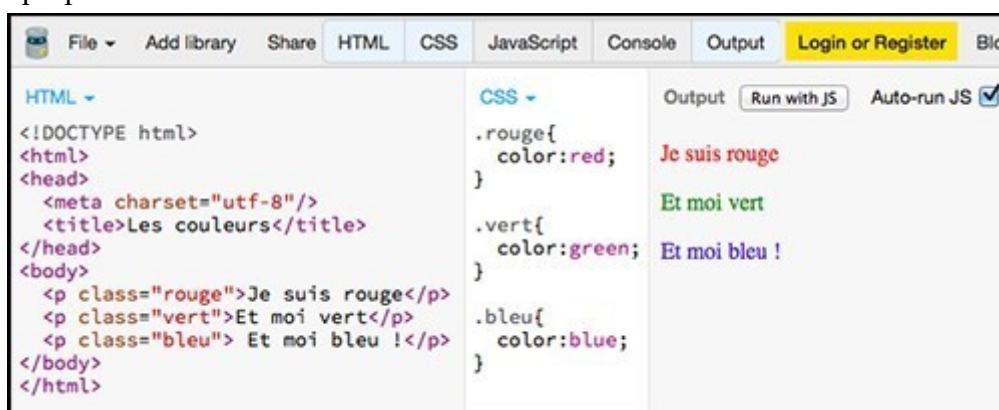 File Add library Share HTML CSS JavaScript Console Output Login or Register
HTML
<!DOCTYPE html>
<html>
<head>
<meta charset="utf-8"/>
<title>Les couleurs</title>
</head>
<body>
<p class="rouge">Je suis rouge</p>
<p class="vert">Et moi vert</p>
<p class="bleu"> Et moi bleu !</p>
</body>
</html>
CSS
.rouge{
color:red;
}
.vert{
color:green;
}
.bleu{
color:blue;
}
Output Run with JS Auto-run JS
Je suis rouge
Et moi vert
Et moi bleu !